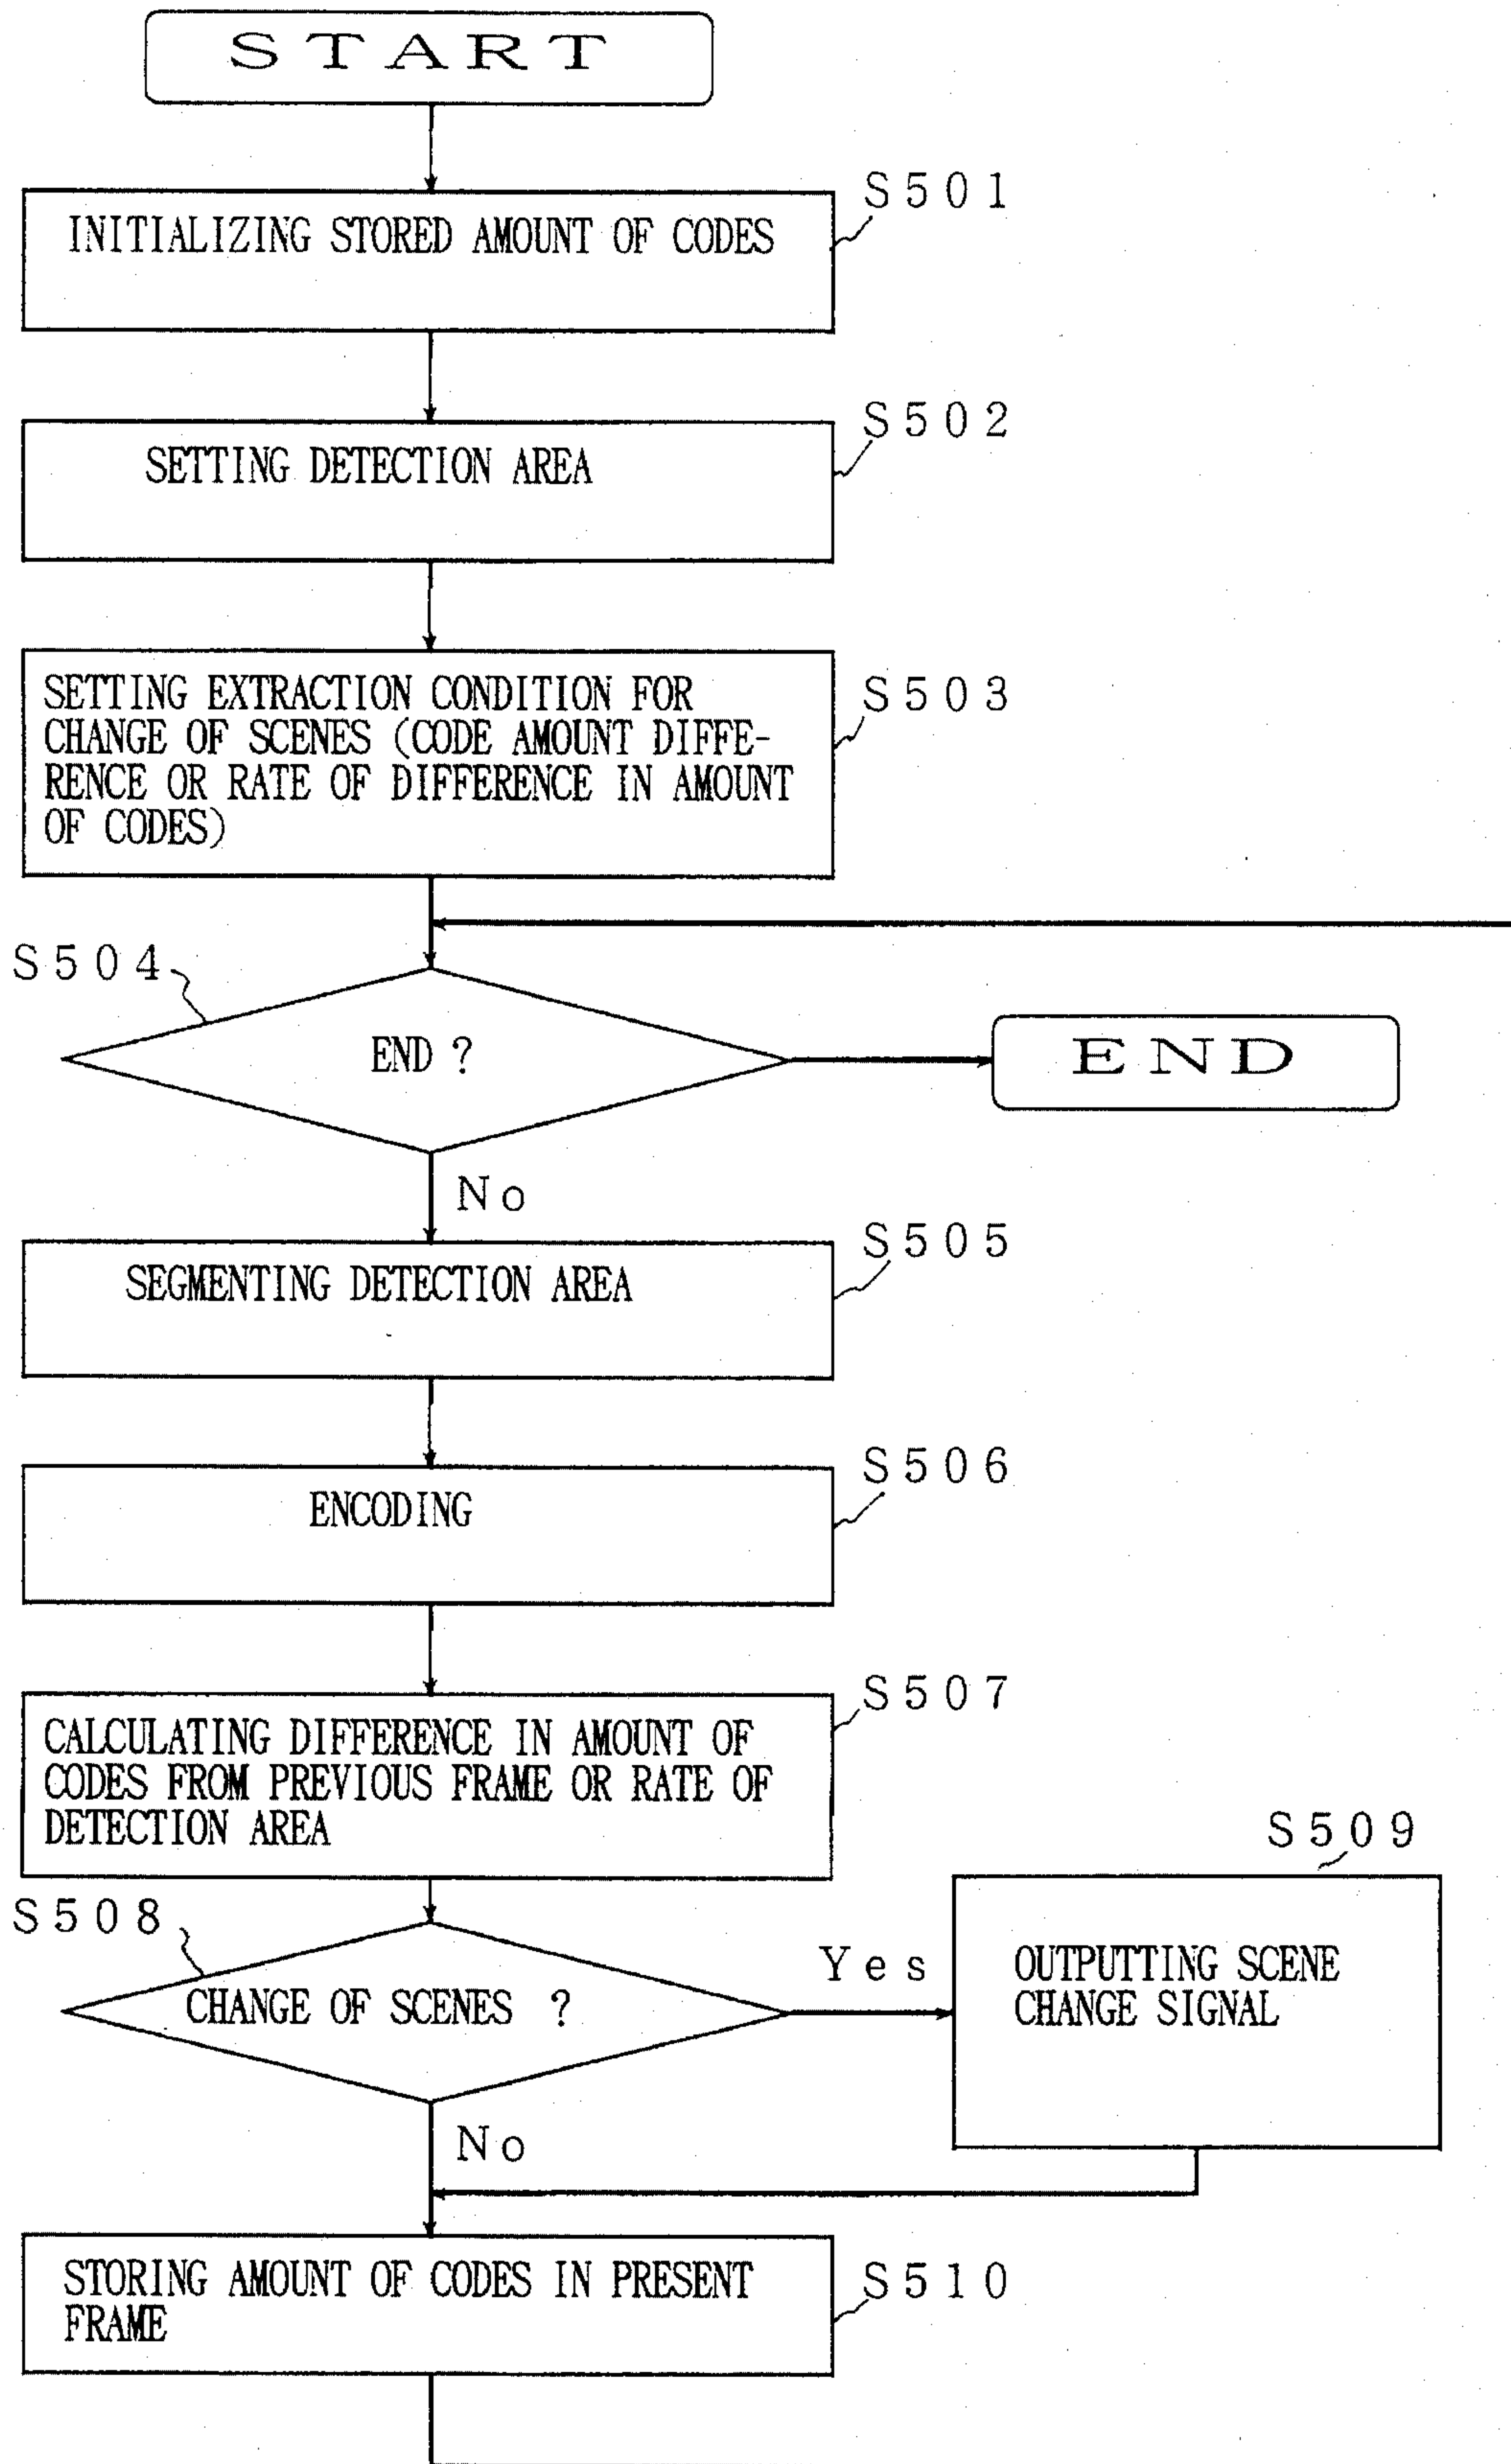 START
S501
INITIALIZING STORED AMOUNT OF CODES
S502
SETTING DETECTION AREA
S503
SETTING EXTRACTION CONDITION FOR
CHANGE OF SCENES (CODE AMOUNT DIFFE-
RENCE OR RATE OF DIFFERENCE IN AMOUNT
OF CODES)
S504
END ?
END
No
S505
SEGMENTING DETECTION AREA
S506
ENCODING
S507
CALCULATING DIFFERENCE IN AMOUNT OF
CODES FROM PREVIOUS FRAME OR RATE OF
DETECTION AREA
S508
CHANGE OF SCENES ?
Yes
S509
OUTPUTTING SCENE
CHANGE SIGNAL
No
S510
STORING AMOUNT OF CODES IN PRESENT
FRAME